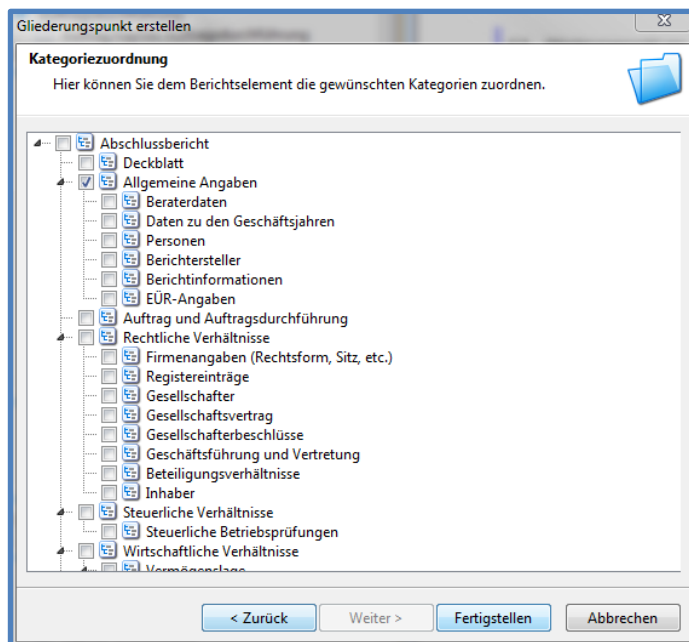 Gliederungspunkt erstellen
Kategoriezuordnung
Hier können Sie dem Berichtselement die gewünschten Kategorien zuordnen.
Abschlussbericht
Deckblatt
Allgemeine Angaben
Beraterdaten
Daten zu den Geschäftsjahren
Personen
Berichtersteller
Berichtinformationen
EÜR-Angaben
Auftrag und Auftragsdurchführung
Rechtliche Verhältnisse
Firmenangaben (Rechtsform, Sitz, etc.)
Registereinträge
Gesellschafter
Gesellschaftsvertrag
Gesellschafterbeschlüsse
Geschäftsführung und Vertretung
Beteiligungsverhältnisse
Inhaber
Steuerliche Verhältnisse
Steuerliche Betriebsprüfungen
Wirtschaftliche Verhältnisse
Vermögenslage
< Zurück Weiter > Fertigstellen Abbrechen